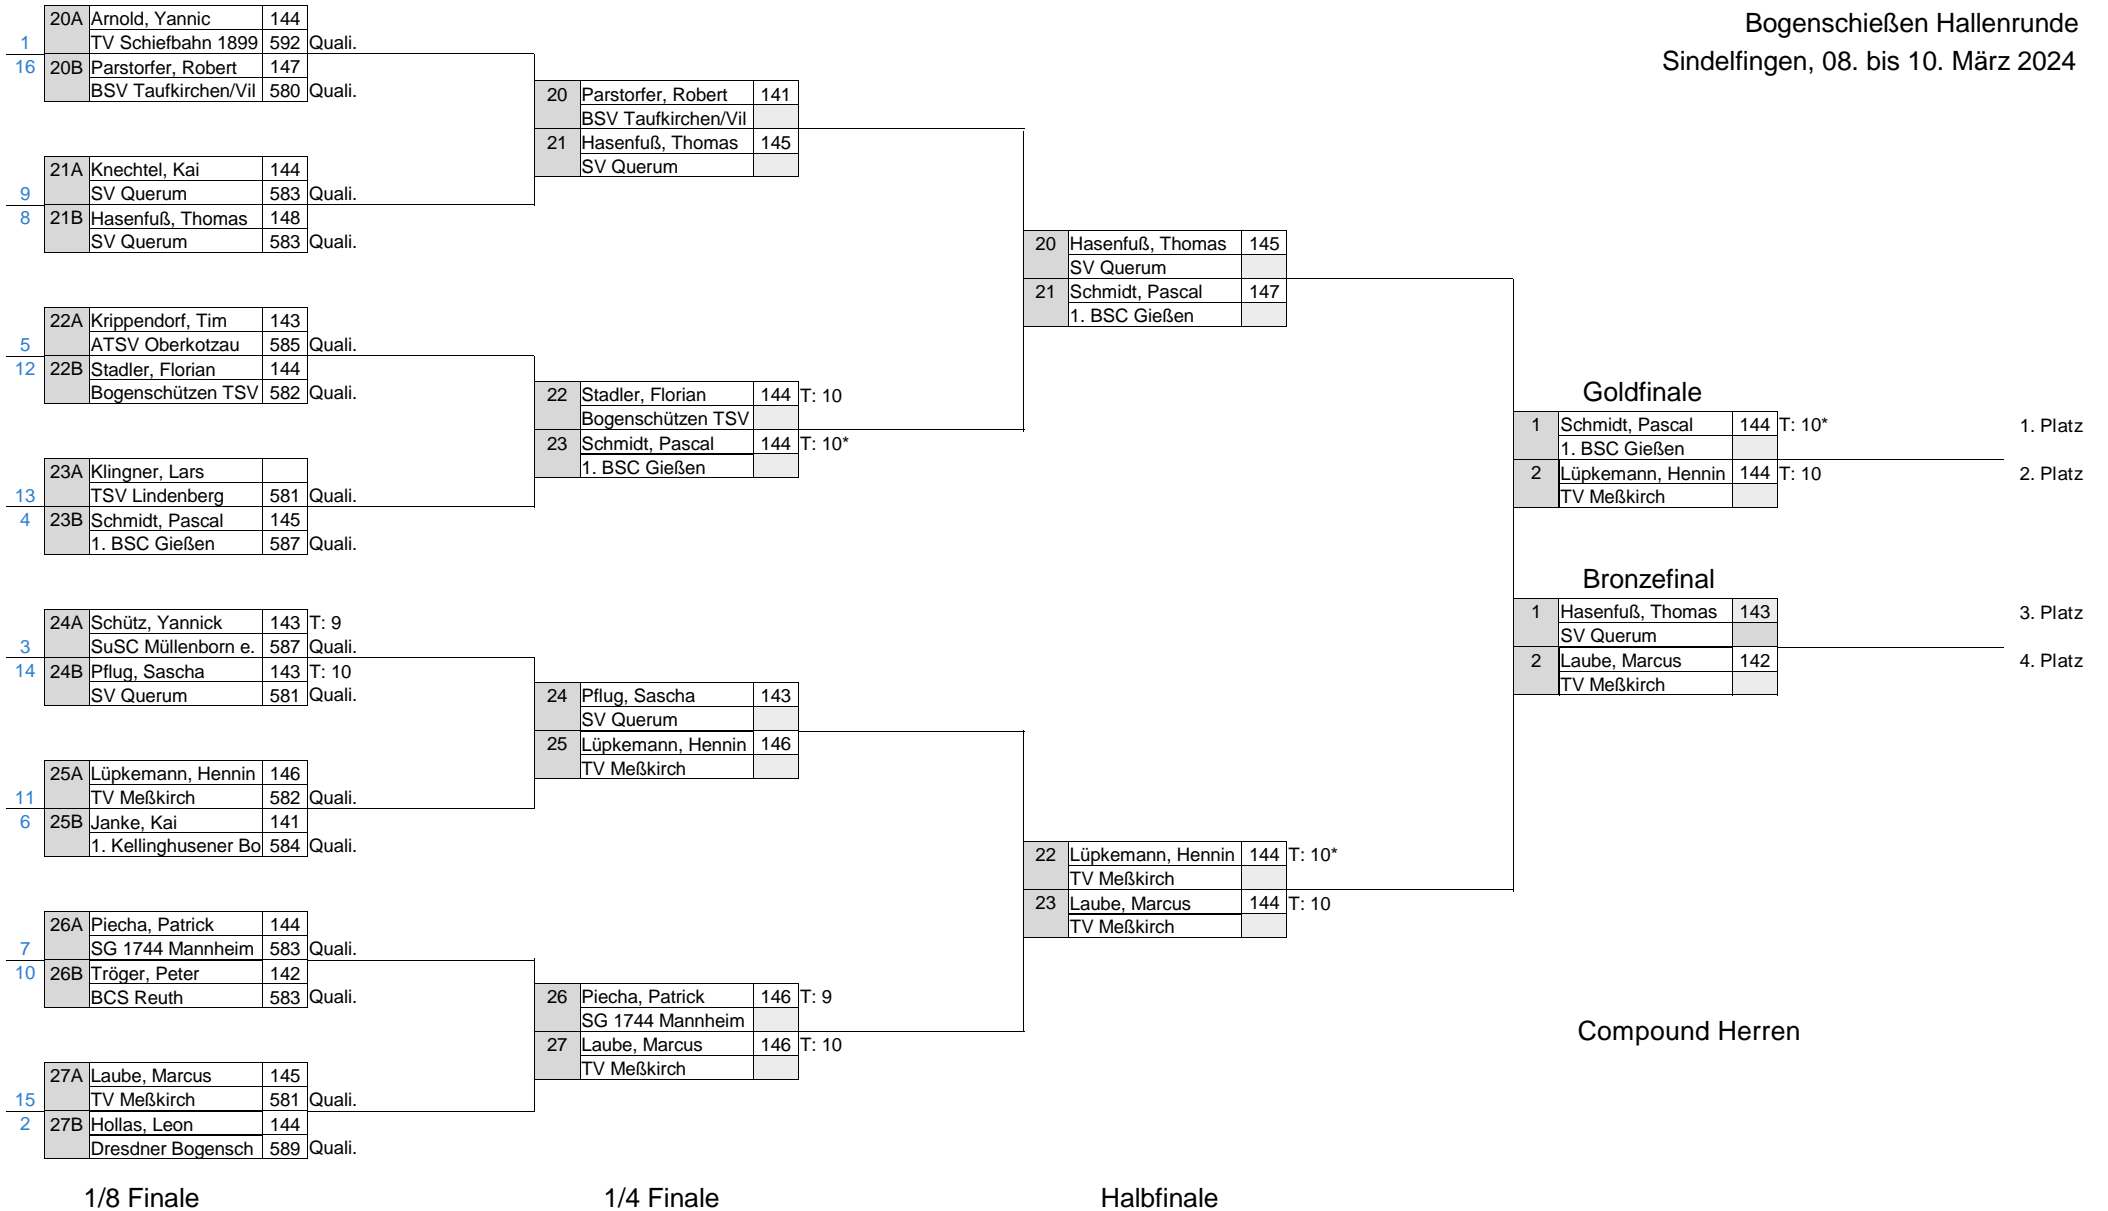 Bogenschießen Hallenrunde
Sindelfingen, 08. bis 10. März 2024
20A Arnold, Yannic 144
1 TV Schiefbahn 1899 592 Quali.
16 20B Parstorfer, Robert 147
BSV Taufkirchen/Vil 580 Quali.
21A Knechtel, Kai 144
9 SV Querum 583 Quali.
8 21B Hasenfuß, Thomas 148
SV Querum 583 Quali.
22A Krippendorf, Tim 143
5 ATSV Oberkotzau 585 Quali.
12 22B Stadler, Florian 144
Bogenschützen TSV 582 Quali.
23A Klingner, Lars
13 TSV Lindenberg 581 Quali.
4 23B Schmidt, Pascal 145
1. BSC Gießen 587 Quali.
24A Schütz, Yannick 143 T: 9
3 SuSC Müllenborn e. 587 Quali.
14 24B Pflug, Sascha 143 T: 10
SV Querum 581 Quali.
25A Lüpkemann, Hennin 146
11 TV Meßkirch 582 Quali.
6 25B Janke, Kai 141
1. Kellinghusener Bo 584 Quali.
26A Piecha, Patrick 144
7 SG 1744 Mannheim 583 Quali.
10 26B Tröger, Peter 142
BCS Reuth 583 Quali.
27A Laube, Marcus 145
15 TV Meßkirch 581 Quali.
2 27B Hollas, Leon 144
Dresdner Bogensch 589 Quali.
1/8 Finale
20 Parstorfer, Robert 141
BSV Taufkirchen/Vil
21 Hasenfuß, Thomas 145
SV Querum
22 Stadler, Florian 144 T: 10
Bogenschützen TSV
23 Schmidt, Pascal 144 T: 10*
1. BSC Gießen
24 Pflug, Sascha 143
SV Querum
25 Lüpkemann, Hennin 146
TV Meßkirch
26 Piecha, Patrick 146 T: 9
SG 1744 Mannheim
27 Laube, Marcus 146 T: 10
TV Meßkirch
1/4 Finale
20 Hasenfuß, Thomas 145
SV Querum
21 Schmidt, Pascal 147
1. BSC Gießen
22 Lüpkemann, Hennin 144 T: 10*
TV Meßkirch
23 Laube, Marcus 144 T: 10
TV Meßkirch
Halbfinale
Goldfinale
1 Schmidt, Pascal 144 T: 10* 1. Platz
1. BSC Gießen
2 Lüpkemann, Hennin 144 T: 10 2. Platz
TV Meßkirch
Bronzefinal
1 Hasenfuß, Thomas 143 3. Platz
SV Querum
2 Laube, Marcus 142 4. Platz
TV Meßkirch
Compound Herren